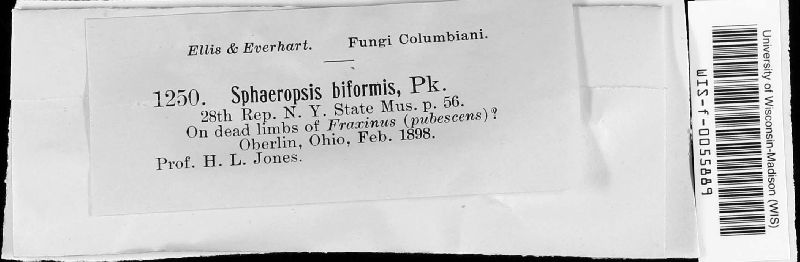 Ellis & Everhart. Fungi Columbiani.
1250. Sphaeropsis biformis, Pk.
28th Rep. N. Y. State Mus. p. 56.
On dead limbs of Fraxinus (pubescens)?
Oberlin, Ohio, Feb. 1898.
Prof. H. L. Jones.
University of Wisconsin-Madison (WIS)
WIS-f-0055889